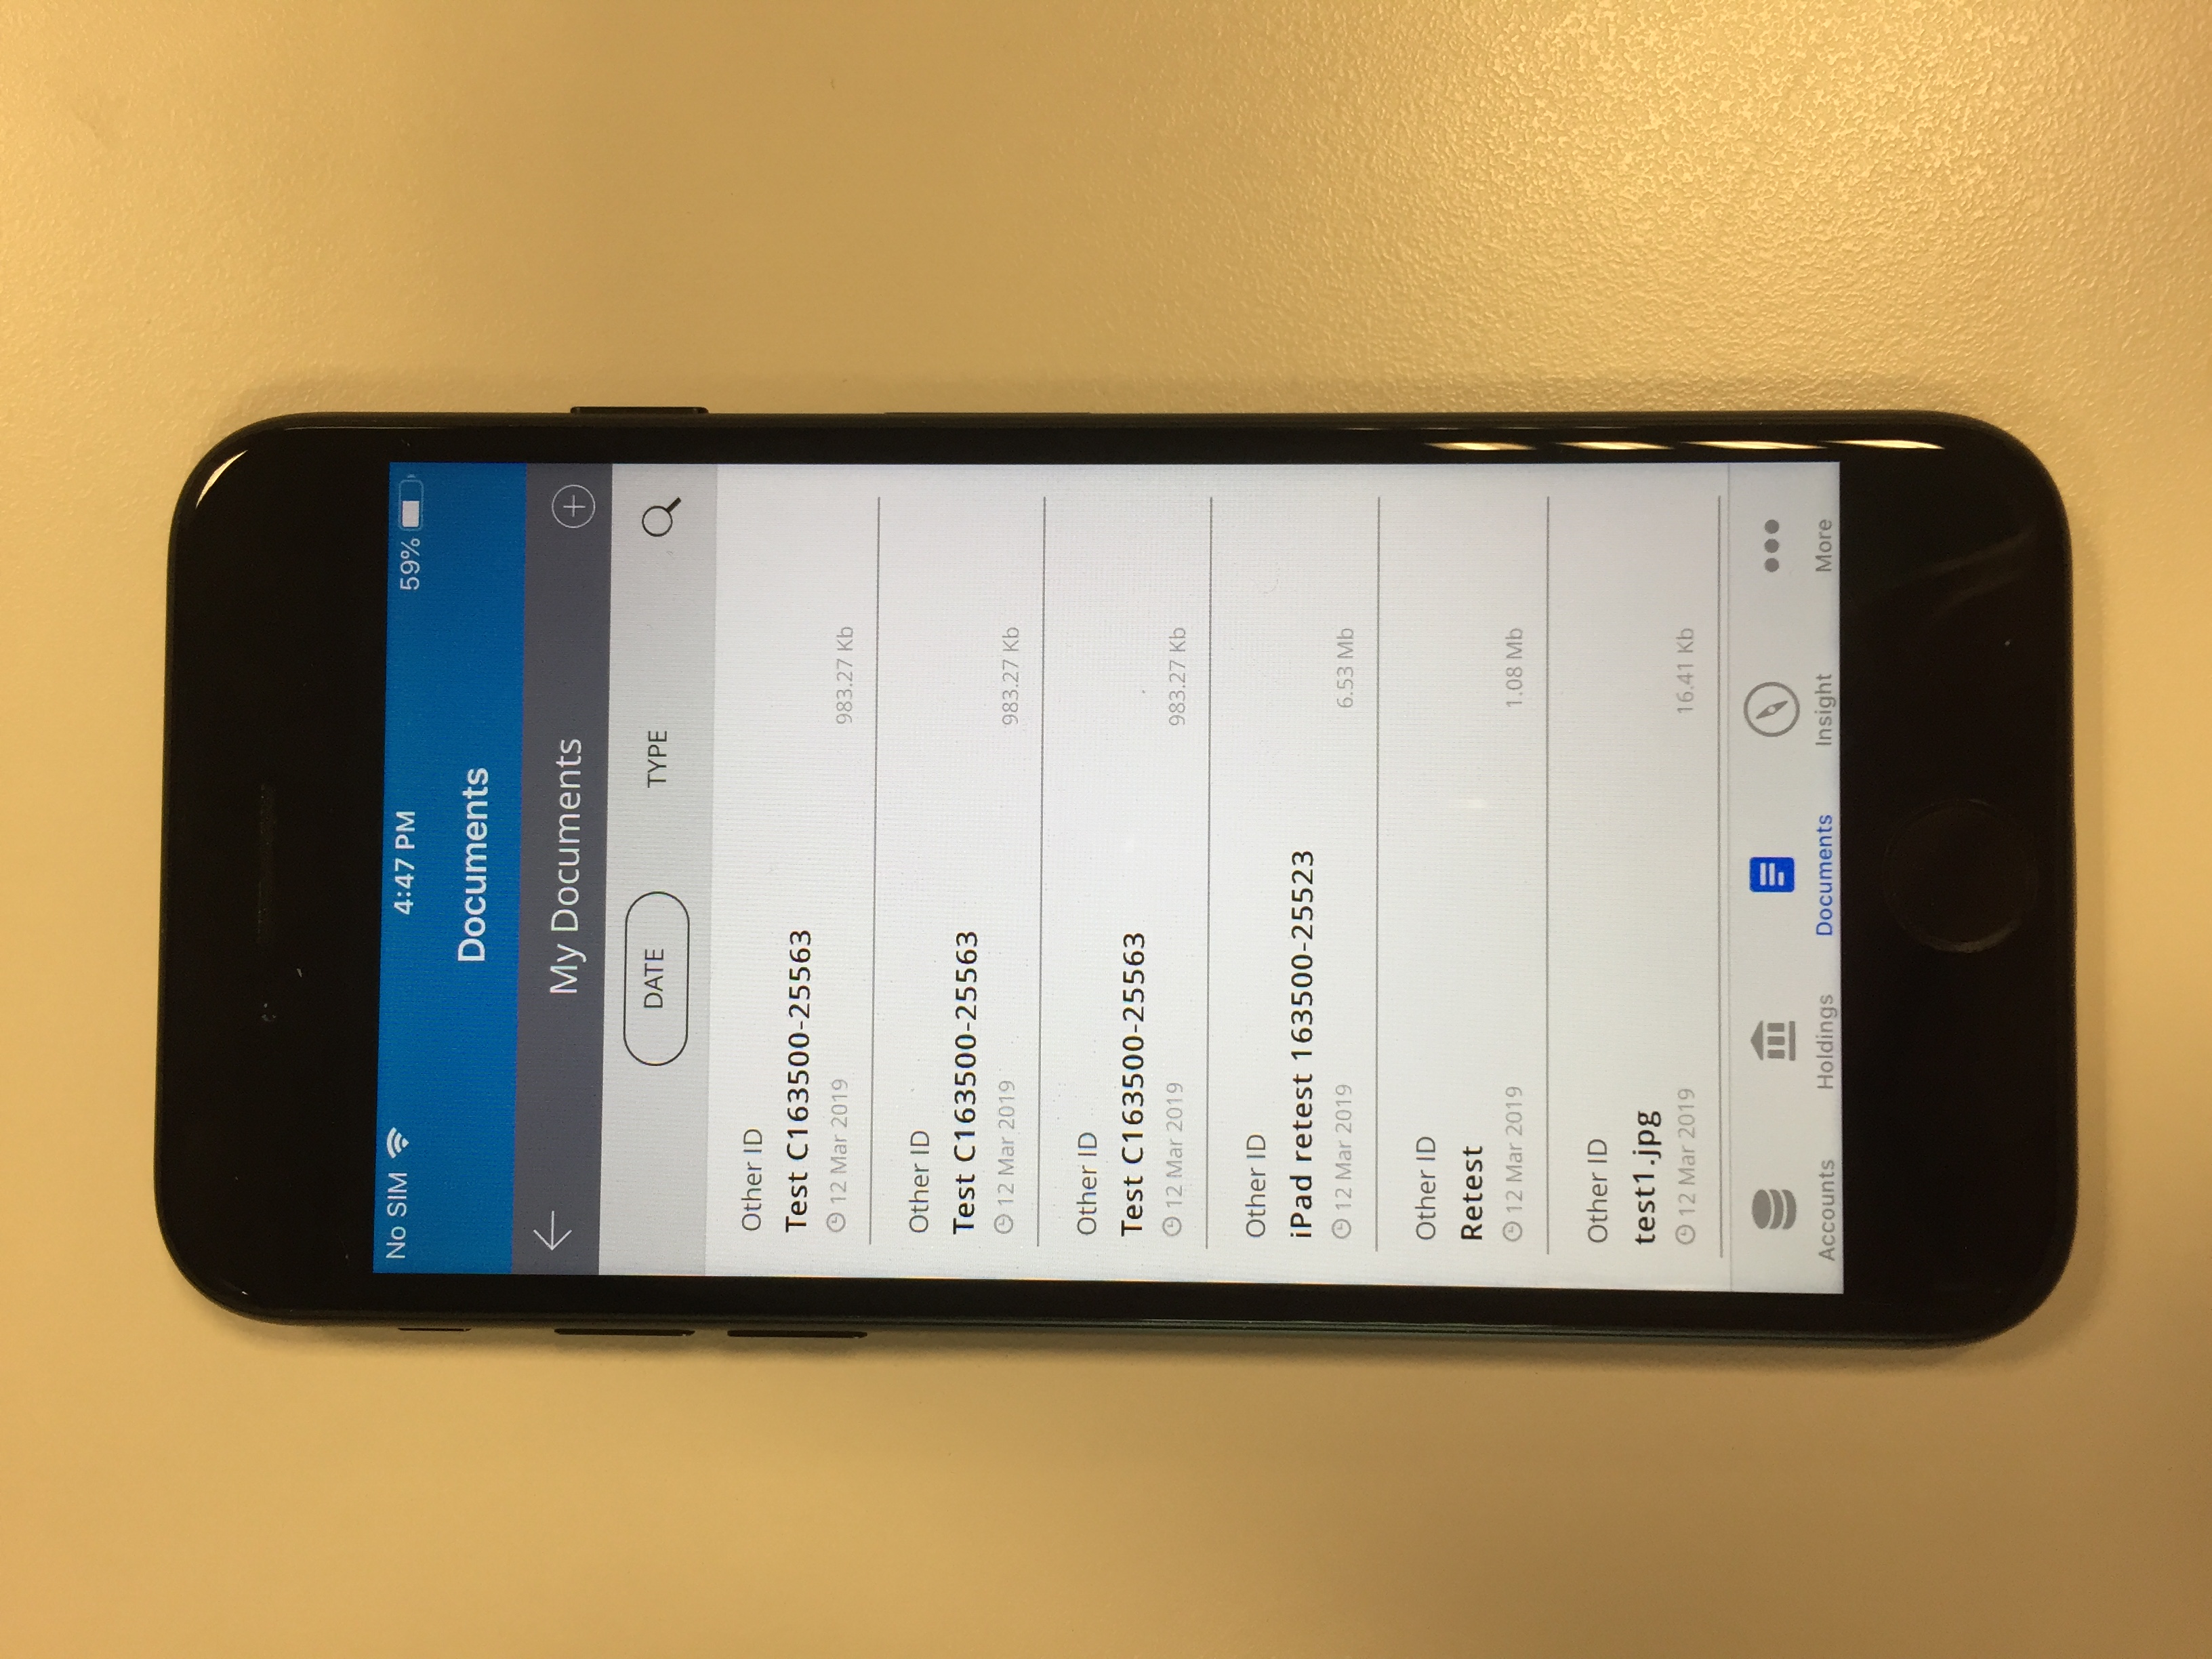 No SIM 4:47 PM 59%
Documents
My Documents
DATE TYPE
Other ID
Test C163500-25563
12 Mar 2019 983.27 Kb
Other ID
Test C163500-25563
12 Mar 2019 983.27 Kb
Other ID
Test C163500-25563
12 Mar 2019 983.27 Kb
Other ID
iPad retest 163500-25523
12 Mar 2019 6.53 Mb
Other ID
Retest
12 Mar 2019 1.08 Mb
Other ID
test1.jpg
12 Mar 2019 16.41 Kb
Accounts Holdings Documents Insight More